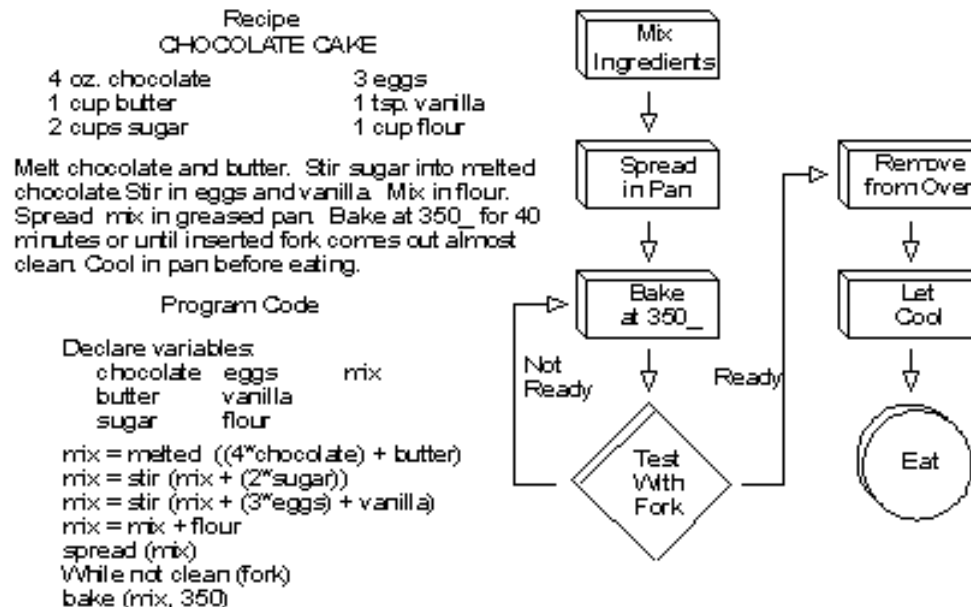 Recipe
CHOCOLATE CAKE
4 oz. chocolate 3 eggs
1 cup butter 1 tsp. vanilla
2 cups sugar 1 cup flour
Melt chocolate and butter. Stir sugar into melted
chocolate.Stir in eggs and vanilla. Mix in flour.
Spread mix in greased pan. Bake at 350_ for 40
minutes or until inserted fork comes out almost
clean. Cool in pan before eating.
Program Code
Declare variables:
chocolate eggs mix
butter vanilla
sugar flour
mix = melted ((4*chocolate) + butter)
mix = stir (mix + (2*sugar))
mix = stir (mix + (3*eggs) + vanilla)
mix = mix + flour
spread (mix)
While not clean (fork)
bake (mix, 350)
Mix
Ingredients
Spread
in Pan
Bake
at 350_
Not
Ready
Ready
Test
With
Fork
Remove
from Oven
Let
Cool
Eat